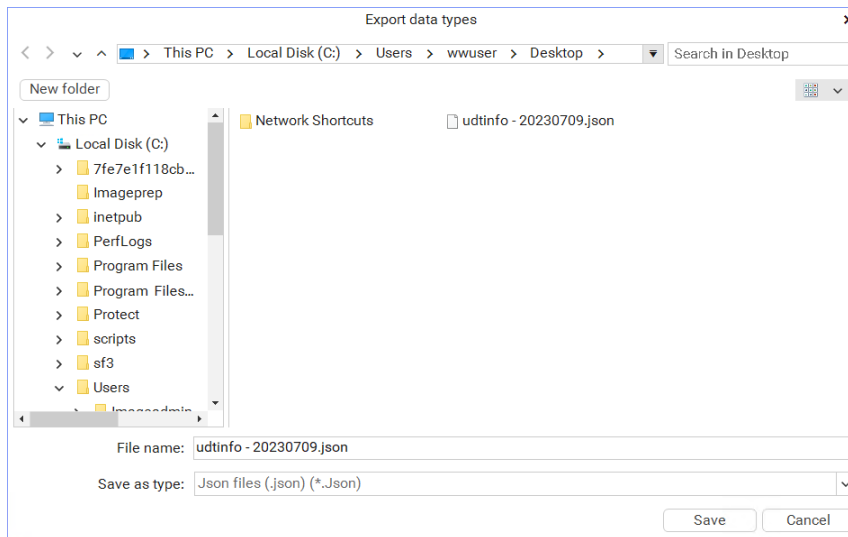 Export data types
This PC > Local Disk (C:) > Users > wwuser > Desktop >
Search in Desktop
New folder
This PC
Local Disk (C:)
7fe7e1f118cb...
Imageprep
inetpub
PerfLogs
Program Files
Program Files...
Protect
scripts
sf3
Users
Imageadmin
Network Shortcuts
udtinfo - 20230709.json
File name: udtinfo - 20230709.json
Save as type: Json files (.json) (*.Json)
Save
Cancel